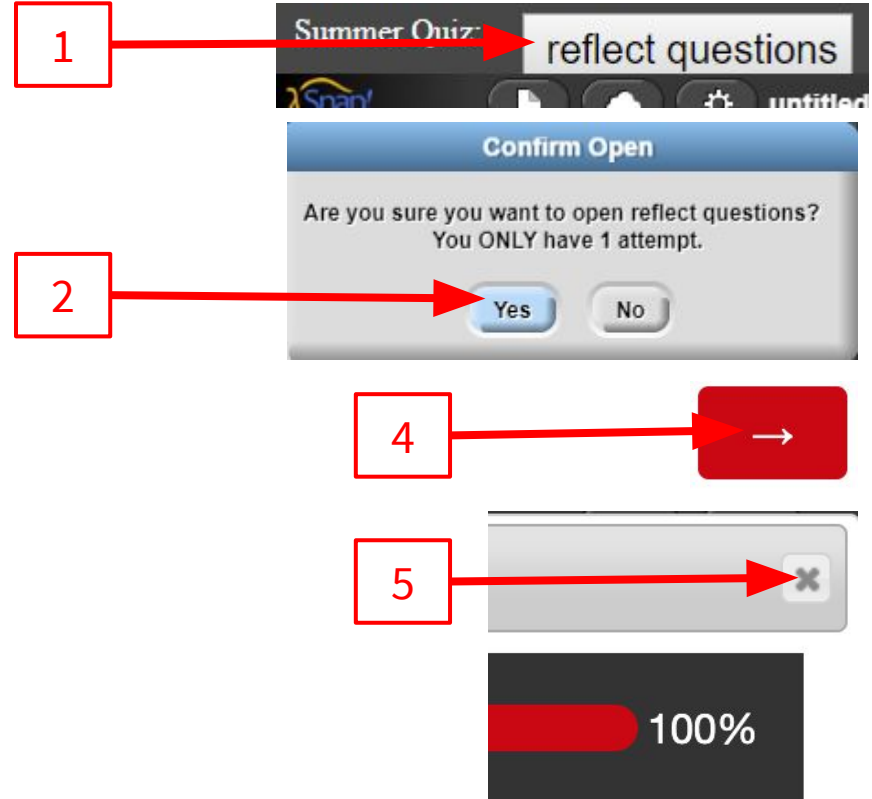 1
Summer Quiz:
reflect questions
λSnap!
untitled
Confirm Open
Are you sure you want to open reflect questions?
You ONLY have 1 attempt.
2
Yes
No
4
→
5
100%